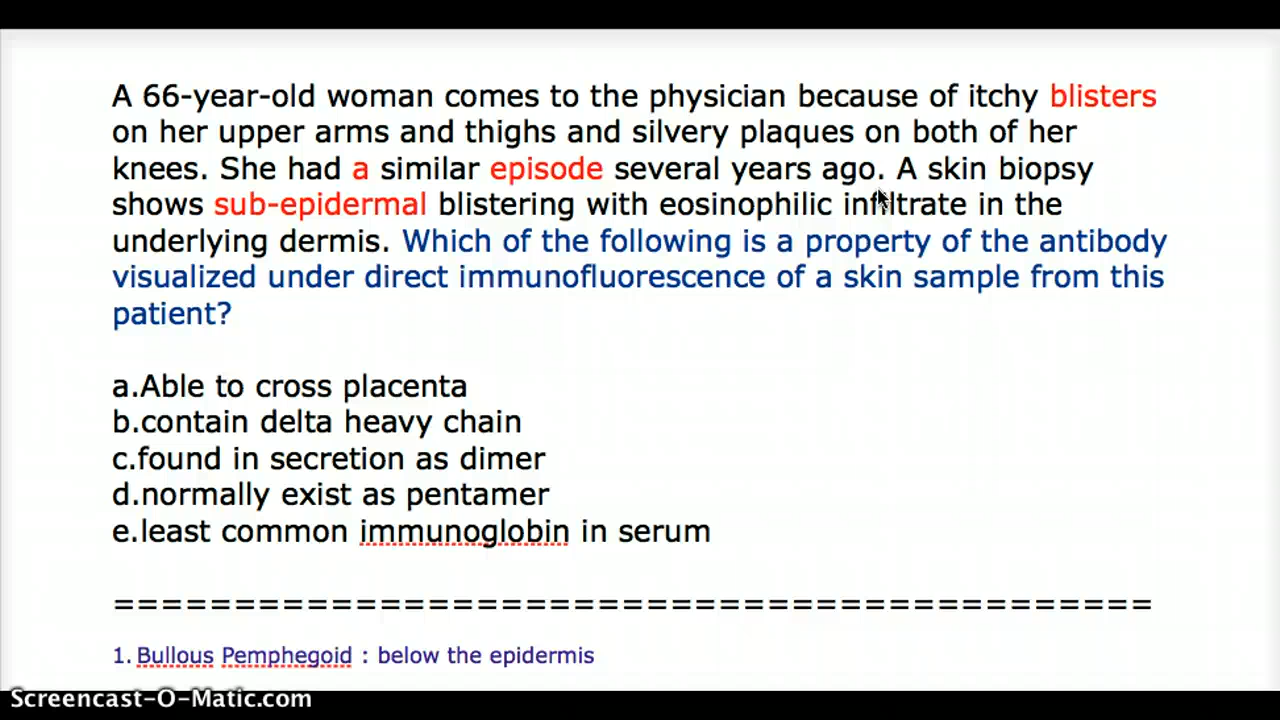 A 66-year-old woman comes to the physician because of itchy blisters
on her upper arms and thighs and silvery plaques on both of her
knees. She had a similar episode several years ago. A skin biopsy
shows sub-epidermal blistering with eosinophilic infiltrate in the
underlying dermis. Which of the following is a property of the antibody
visualized under direct immunofluorescence of a skin sample from this
patient?
a.Able to cross placenta
b.contain delta heavy chain
c.found in secretion as dimer
d.normally exist as pentamer
e.least common immunoglobin in serum
============================================
1. Bullous Pemphegoid : below the epidermis
Screencast-O-Matic.com